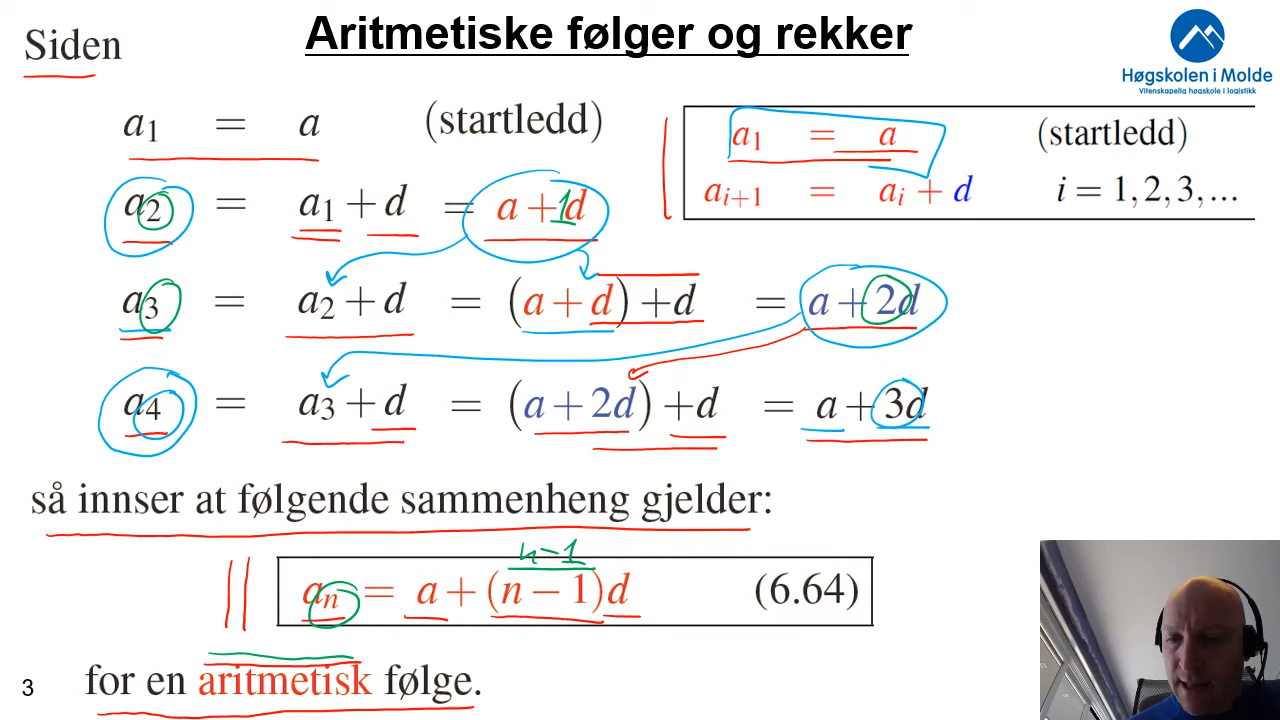 Aritmetiske følger og rekker
Høgskolen i Molde
Vitenskapelig høgskole i logistikk
Siden
a₁ = a (startledd)
a₂ = a₁ + d = a + 1d
a₃ = a₂ + d = (a + d) + d = a + 2d
a₄ = a₃ + d = (a + 2d) + d = a + 3d
a₁ = a (startledd)
aᵢ₊₁ = aᵢ + d i = 1, 2, 3, ...
så innser at følgende sammenheng gjelder:
n-1
aₙ = a + (n − 1)d (6.64)
for en aritmetisk følge.
3